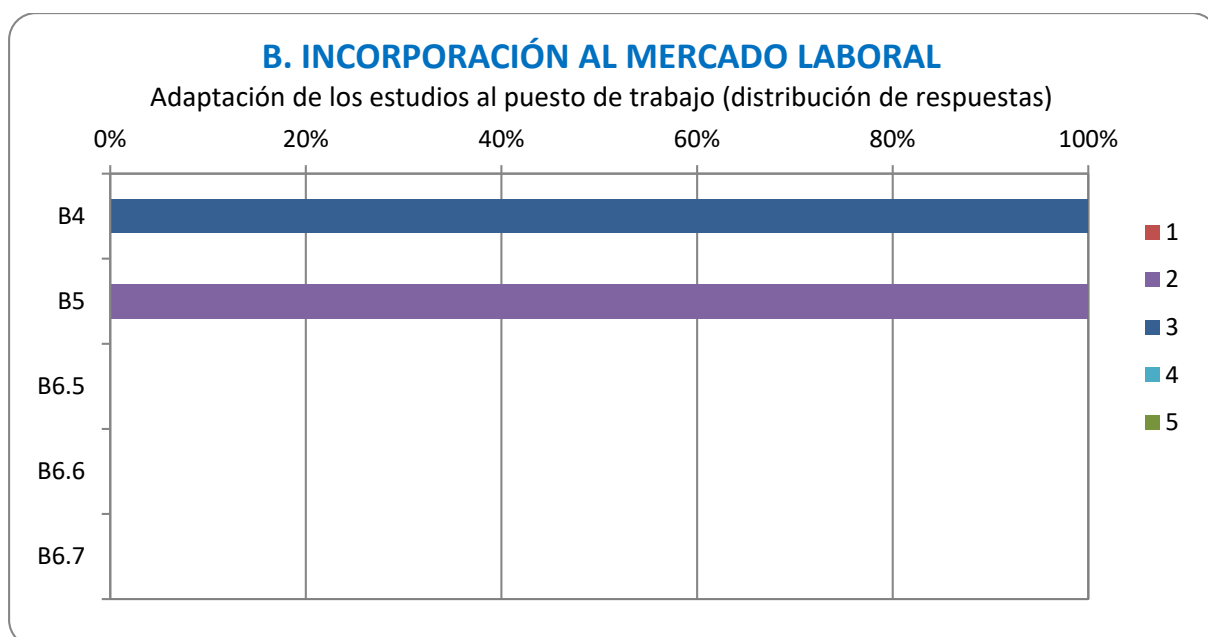 B. INCORPORACIÓN AL MERCADO LABORAL
Adaptación de los estudios al puesto de trabajo (distribución de respuestas)
0% 20% 40% 60% 80% 100%
B4
B5
B6.5
B6.6
B6.7
1
2
3
4
5